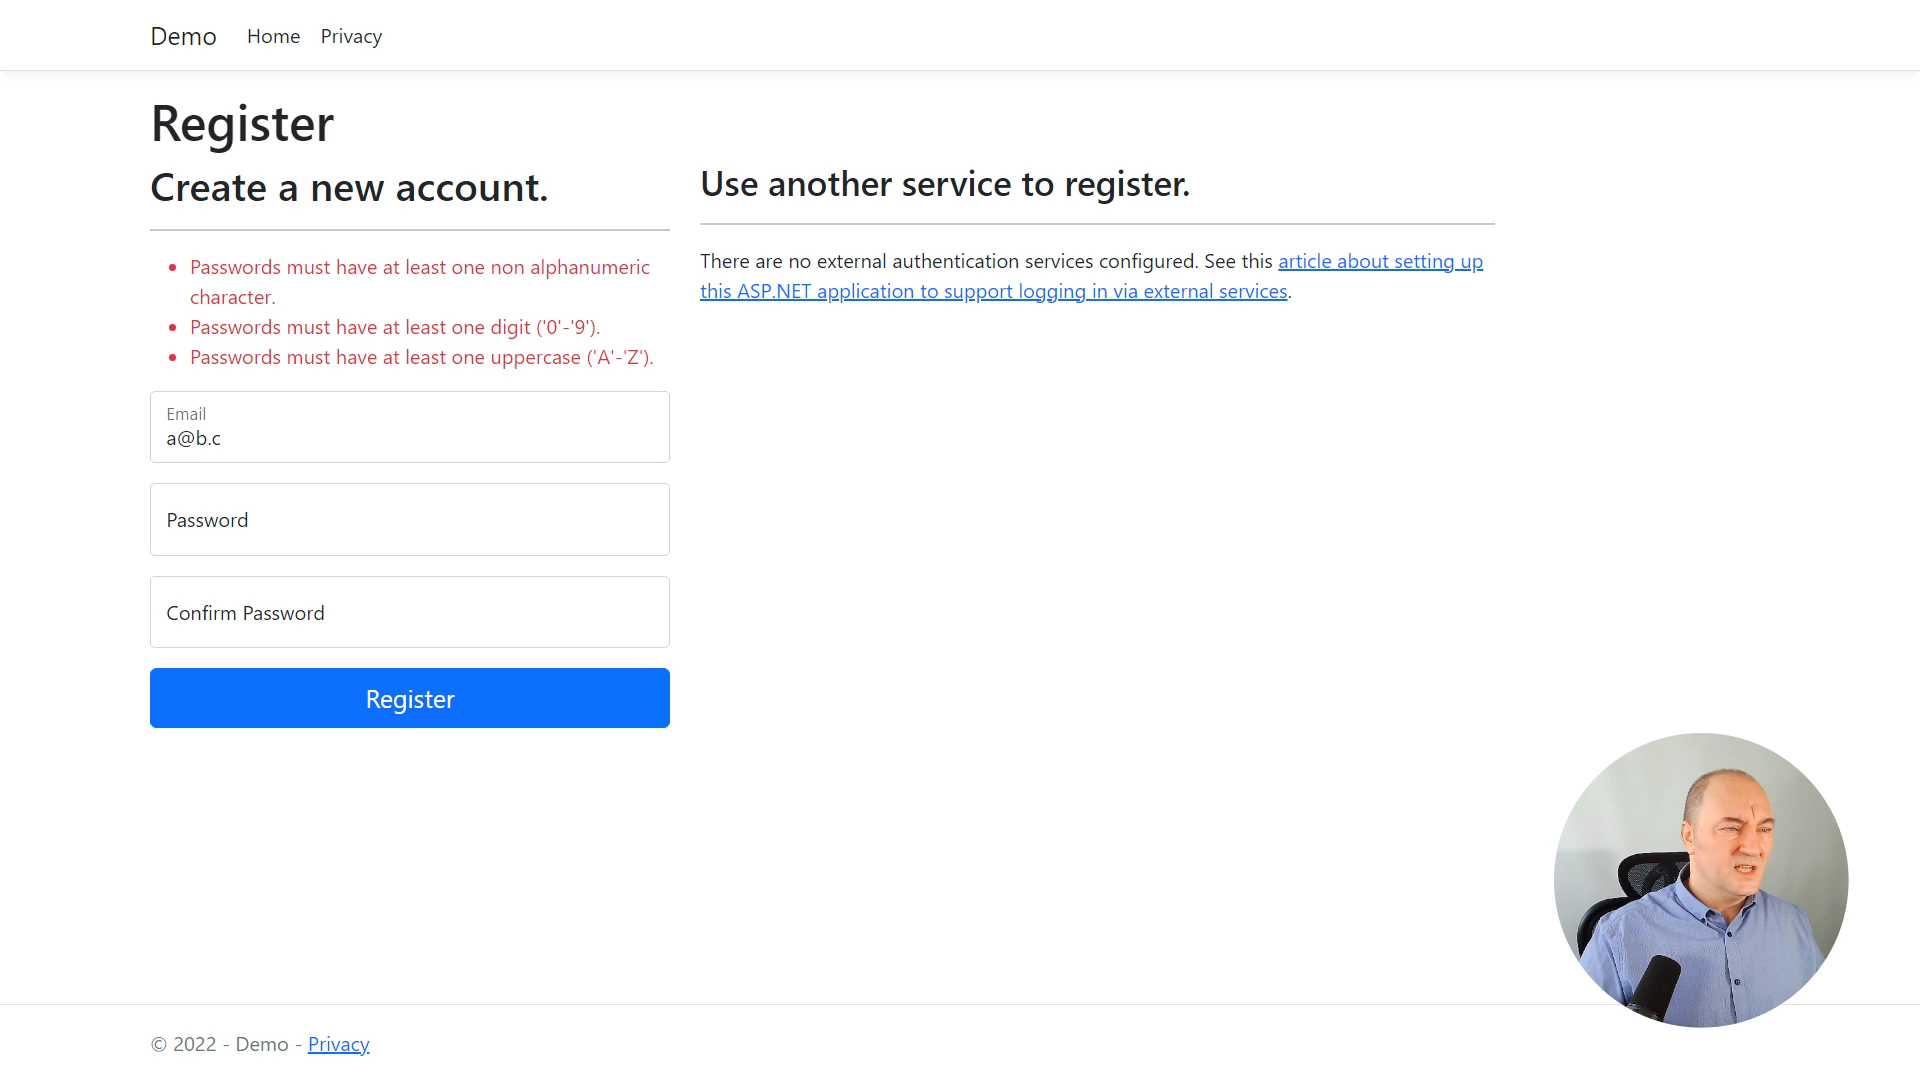 Demo Home Privacy
Register
Create a new account.
Passwords must have at least one non alphanumeric
character.
Passwords must have at least one digit ('0'-'9').
Passwords must have at least one uppercase ('A'-'Z').
Email
a@b.c
Password
Confirm Password
Register
Use another service to register.
There are no external authentication services configured. See this article about setting up
this ASP.NET application to support logging in via external services.
© 2022 - Demo - Privacy